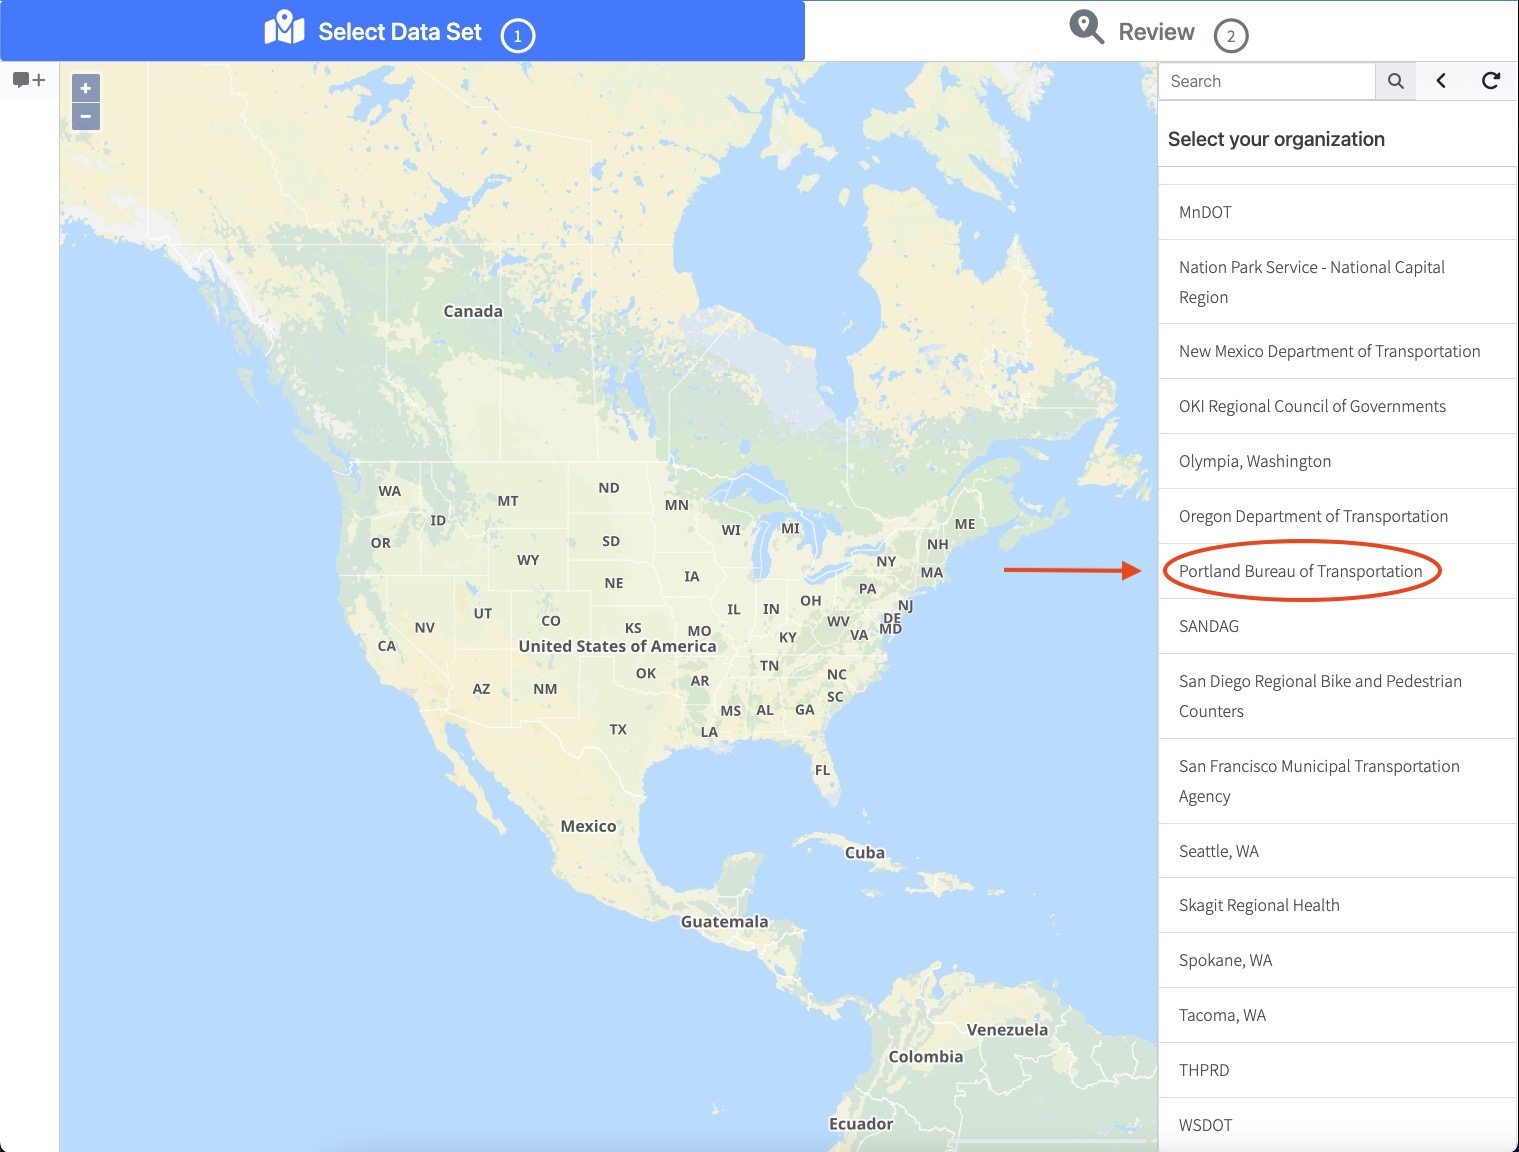 Select Data Set 1
Review 2
Search
Select your organization
MnDOT
Nation Park Service - National Capital
Region
New Mexico Department of Transportation
OKI Regional Council of Governments
Olympia, Washington
Oregon Department of Transportation
Portland Bureau of Transportation
SANDAG
San Diego Regional Bike and Pedestrian
Counters
San Francisco Municipal Transportation
Agency
Seattle, WA
Skagit Regional Health
Spokane, WA
Tacoma, WA
THPRD
WSDOT
+
−
Canada
WA
MT
ND
MN
ID
OR
WI
MI
ME
NH
WY
SD
NY
MA
NE
IA
PA
OH
NJ
UT
CO
IL
IN
DE
NV
KS
MO
WV
VA
MD
KY
CA
United States of America
TN
OK
AR
NC
AZ
NM
SC
MS
AL
GA
TX
LA
FL
Mexico
Cuba
Guatemala
Venezuela
Colombia
Ecuador